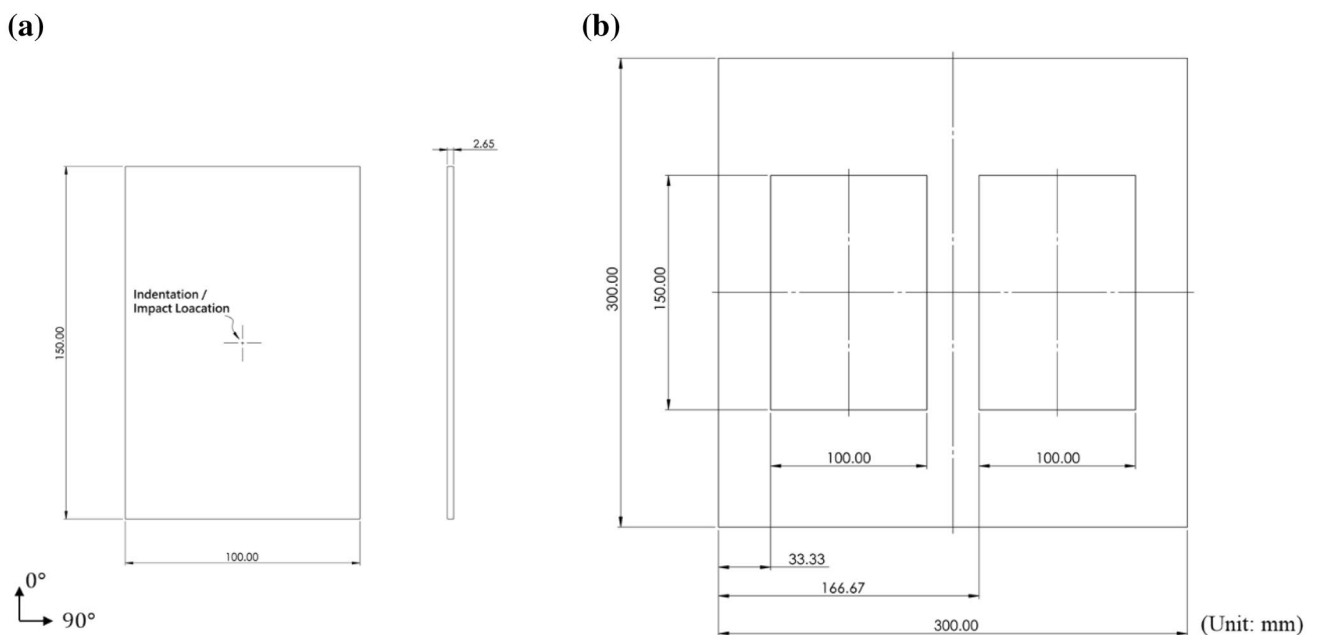 (a)
2.65
150.00
Indentation /
Impact Loacation
100.00
0°
90°
(b)
300.00
150.00
100.00
100.00
33.33
166.67
300.00
(Unit: mm)